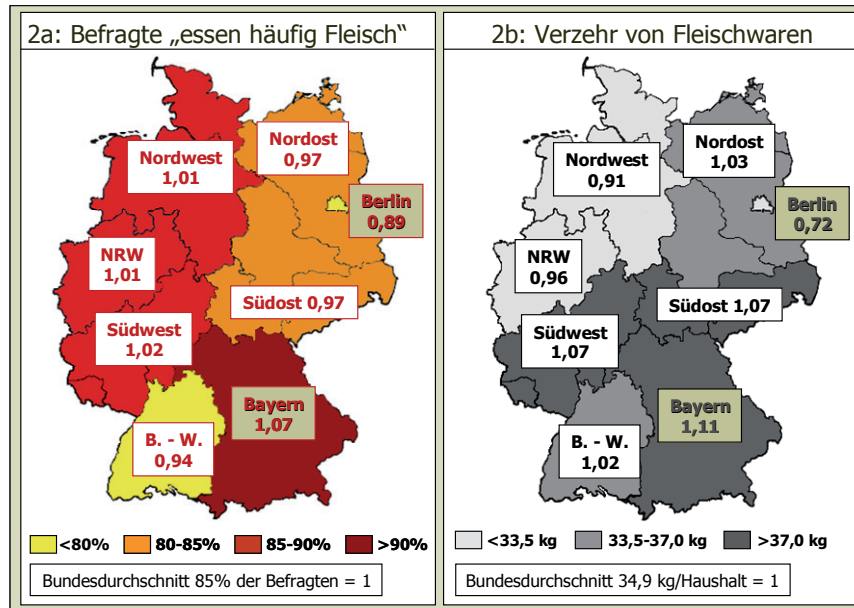 2a: Befragte „essen häufig Fleisch“
Nordwest
1,01
Nordost
0,97
Berlin
0,89
NRW
1,01
Südost 0,97
Südwest
1,02
Bayern
1,07
B. - W.
0,94
<80%
80-85%
85-90%
>90%
Bundesdurchschnitt 85% der Befragten = 1
2b: Verzehr von Fleischwaren
Nordwest
0,91
Nordost
1,03
Berlin
0,72
NRW
0,96
Südost 1,07
Südwest
1,07
Bayern
1,11
B. - W.
1,02
<33,5 kg
33,5-37,0 kg
>37,0 kg
Bundesdurchschnitt 34,9 kg/Haushalt = 1